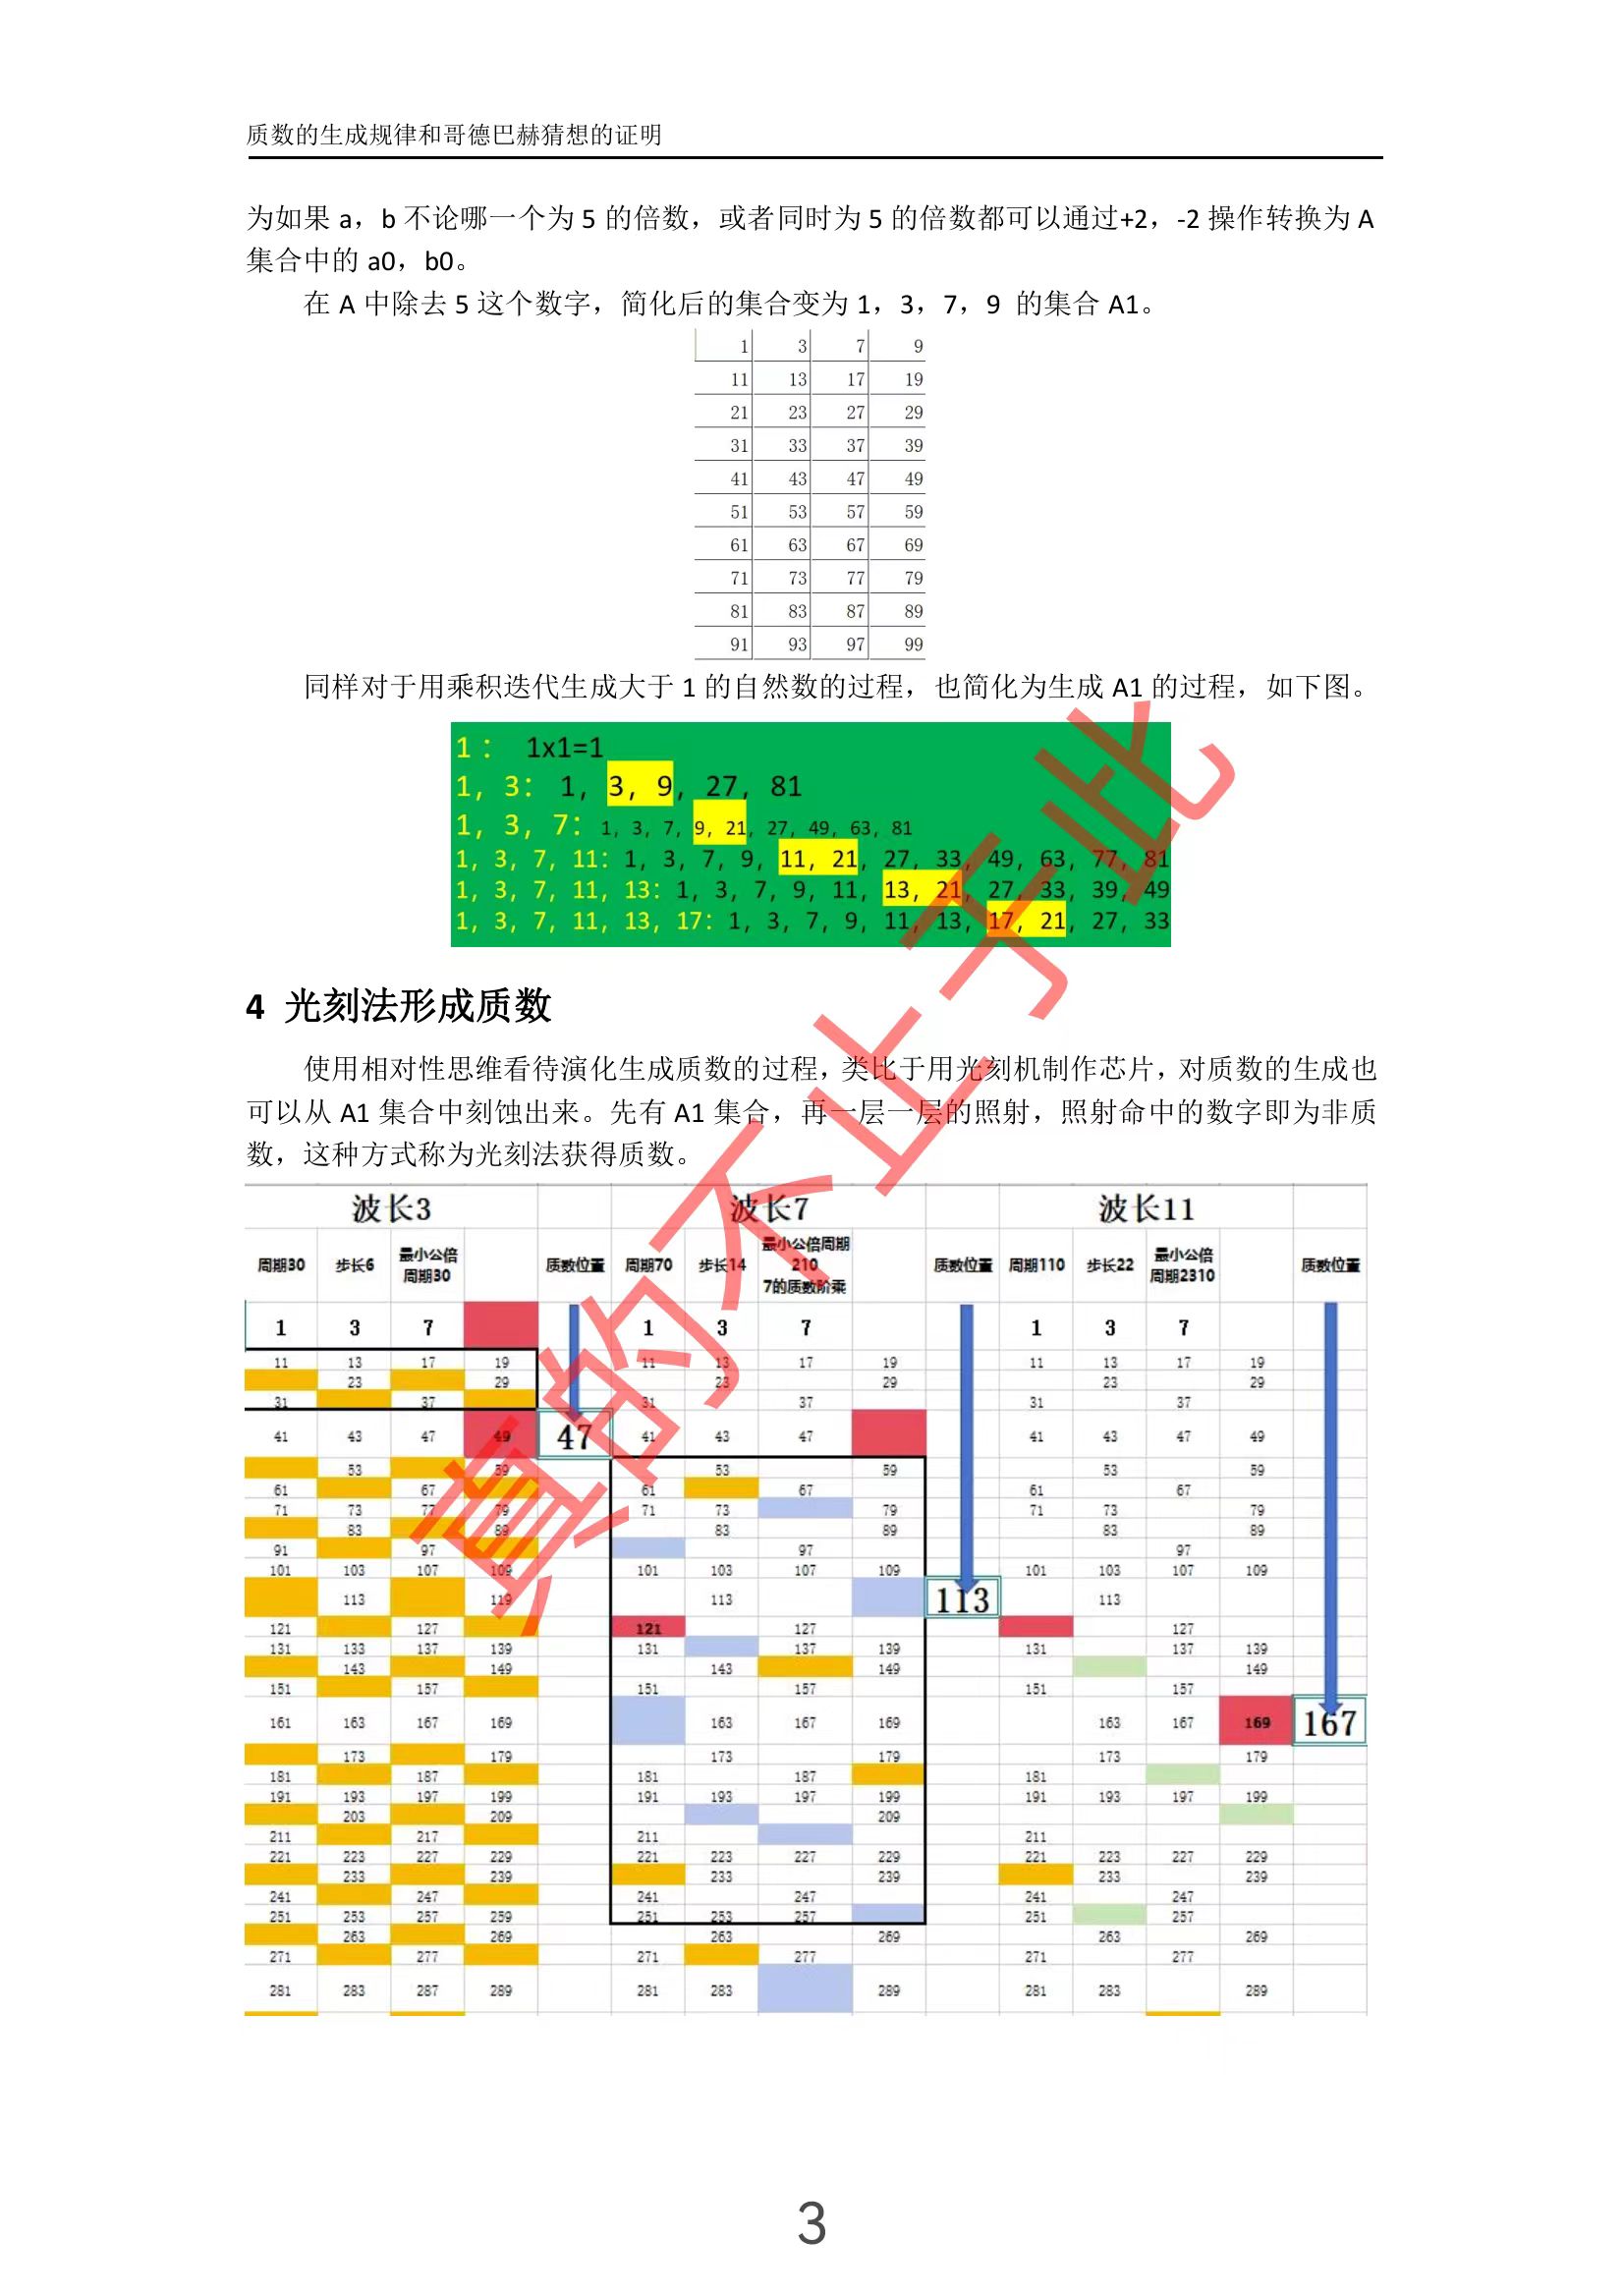 质数的生成规律和哥德巴赫猜想的证明
为如果 a，b 不论哪一个为 5 的倍数，或者同时为 5 的倍数都可以通过+2，-2 操作转换为 A
集合中的 a0，b0。
在 A 中除去 5 这个数字，简化后的集合变为 1，3，7，9 的集合 A1。
1 3 7 9
11 13 17 19
21 23 27 29
31 33 37 39
41 43 47 49
51 53 57 59
61 63 67 69
71 73 77 79
81 83 87 89
91 93 97 99
同样对于用乘积迭代生成大于 1 的自然数的过程，也简化为生成 A1 的过程，如下图。
1： 1x1=1
1, 3: 1, 3, 9, 27, 81
1, 3, 7: 1, 3, 7, 9, 21, 27, 49, 63, 81
1, 3, 7, 11: 1, 3, 7, 9, 11, 21, 27, 33, 49, 63, 77, 81
1, 3, 7, 11, 13: 1, 3, 7, 9, 11, 13, 21, 27, 33, 39, 49
1, 3, 7, 11, 13, 17: 1, 3, 7, 9, 11, 13, 17, 21, 27, 33
4 光刻法形成质数
使用相对性思维看待演化生成质数的过程，类比于用光刻机制作芯片，对质数的生成也
可以从 A1 集合中刻蚀出来。先有 A1 集合，再一层一层的照射，照射命中的数字即为非质
数，这种方式称为光刻法获得质数。
波长3 波长7 波长11
周期30 步长6 最小公倍周期30 质数位置 周期70 步长14 最小公倍周期210 7的质数阶乘 质数位置 周期110 步长22 最小公倍周期2310 质数位置
1 3 7 1 3 7 1 3 7
11 13 17 19 11 13 17 19 11 13 17 19
23 29 23 29 23 29
31 37 31 37 31 37
41 43 47 49 47 41 43 47 41 43 47 49
53 59 53 59 53 59
61 67 61 67 61 67
71 73 77 79 71 73 79 71 73 79
83 89 83 89 83 89
91 97 97 97
101 103 107 109 101 103 107 109 101 103 107 109
113 119 113 113 113
121 127 121 127 127
131 133 137 139 131 137 139 131 137 139
143 149 143 149 149
151 157 151 157 151 157
161 163 167 169 163 167 169 163 167 169 167
173 179 173 179 173 179
181 187 181 187 181
191 193 197 199 191 193 197 199 191 193 197 199
203 209 209
211 217 211 211
221 223 227 229 221 223 227 229 221 223 227 229
233 239 233 239 233 239
241 247 241 247 241 247
251 253 257 259 251 253 257 251 257
263 269 263 269 263 269
271 277 271 277 271 277
281 283 287 289 281 283 289 281 283 289
真的不止于此
3